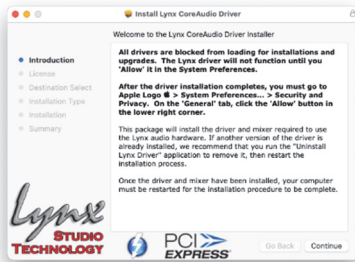 Install Lynx CoreAudio Driver
Welcome to the Lynx CoreAudio Driver Installer
Introduction
License
Destination Select
Installation Type
Installation
Summary
All drivers are blocked from loading for installations and
upgrades. The Lynx driver will not function until you
'Allow' it in the System Preferences.
After the driver installation completes, you must go to
Apple Logo > System Preferences... > Security and
Privacy. On the 'General' tab, click the 'Allow' button in
the lower right corner.
This package will install the driver and mixer required to use
the Lynx audio hardware. If another version of the driver is
already installed, we recommend that you run the "Uninstall
Lynx Driver" application to remove it, then restart the
installation process.
Once the driver and mixer have been installed, your computer
must be restarted for the installation procedure to be complete.
Lynx
STUDIO
TECHNOLOGY
PCI
EXPRESS
Go Back
Continue